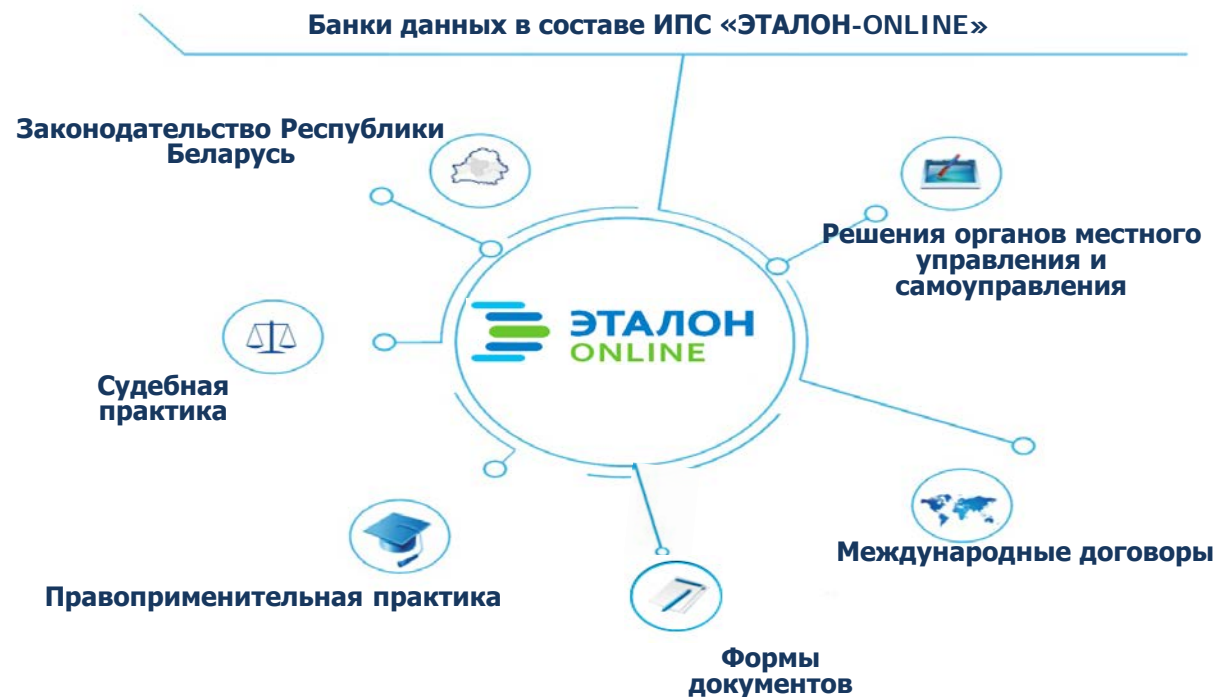 Банки данных в составе ИПС «ЭТАЛОН-ONLINE»
Законодательство Республики
Беларусь
Решения органов местного
управления и
самоуправления
ЭТАЛОН
ONLINE
Судебная
практика
Международные договоры
Правоприменительная практика
Формы
документов